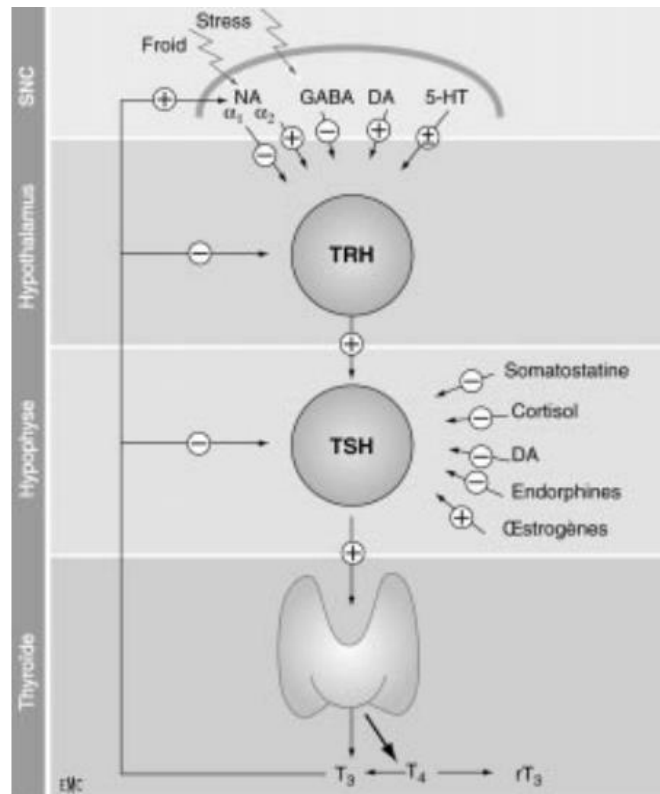 Stress
Froid
SNC
+ NA GABA DA 5-HT
α1 α2
− + − + ±
Hypothalamus
− TRH
+
Hypophyse
Somatostatine
−
Cortisol
−
− TSH
DA
−
Endorphines
−
Œstrogènes
+
+
Thyroïde
T3 T4 rT3
EMC